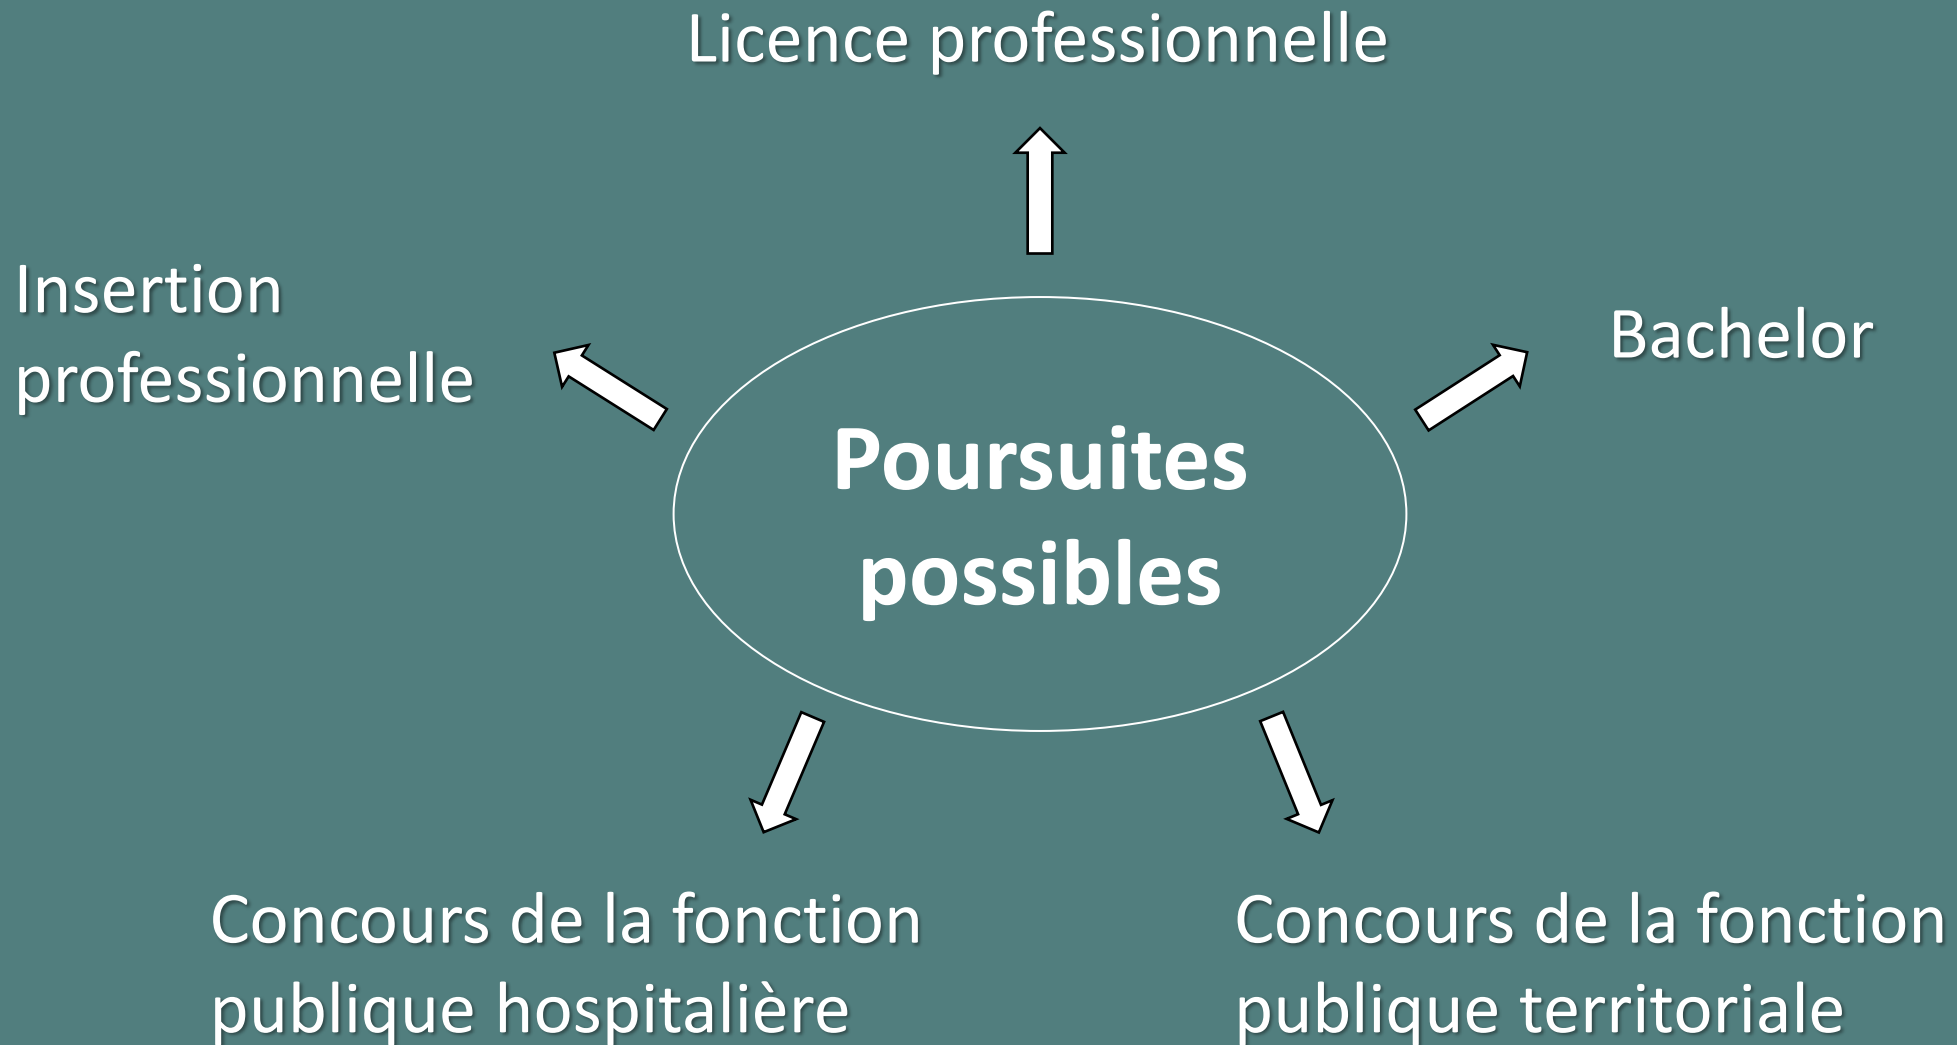 Licence professionnelle
Insertion
professionnelle
Bachelor
Poursuites
possibles
Concours de la fonction
publique hospitalière
Concours de la fonction
publique territoriale